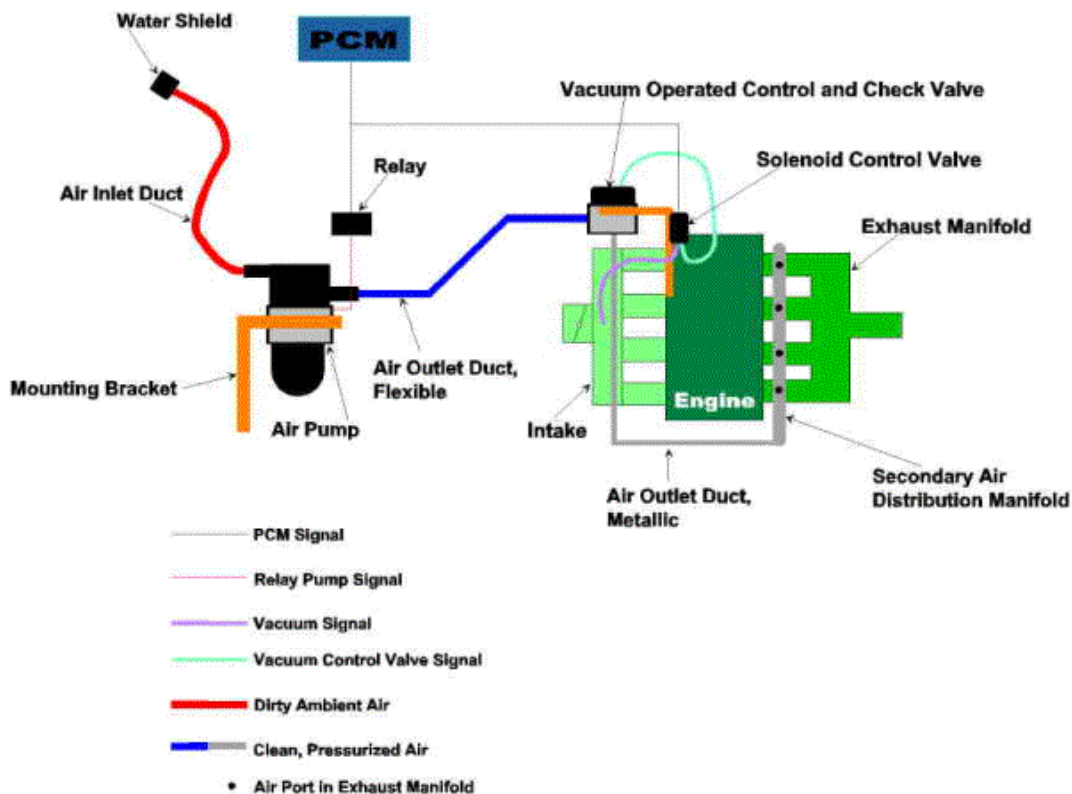 Water Shield
PCM
Vacuum Operated Control and Check Valve
Relay
Solenoid Control Valve
Air Inlet Duct
Exhaust Manifold
Mounting Bracket
Air Outlet Duct,
Flexible
Air Pump
Engine
Intake
Air Outlet Duct,
Metallic
Secondary Air
Distribution Manifold
PCM Signal
Relay Pump Signal
Vacuum Signal
Vacuum Control Valve Signal
Dirty Ambient Air
Clean, Pressurized Air
Air Port in Exhaust Manifold